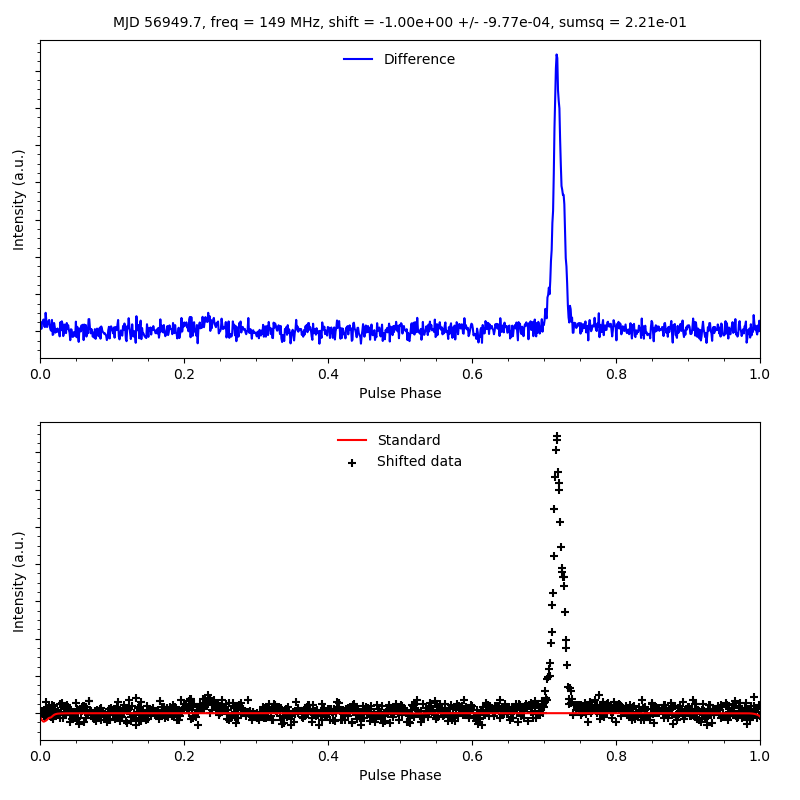 MJD 56949.7, freq = 149 MHz, shift = -1.00e+00 +/- -9.77e-04, sumsq = 2.21e-01
Difference
Intensity (a.u.)
0.0 0.2 0.4 0.6 0.8 1.0
Pulse Phase
Standard
Shifted data
Intensity (a.u.)
0.0 0.2 0.4 0.6 0.8 1.0
Pulse Phase